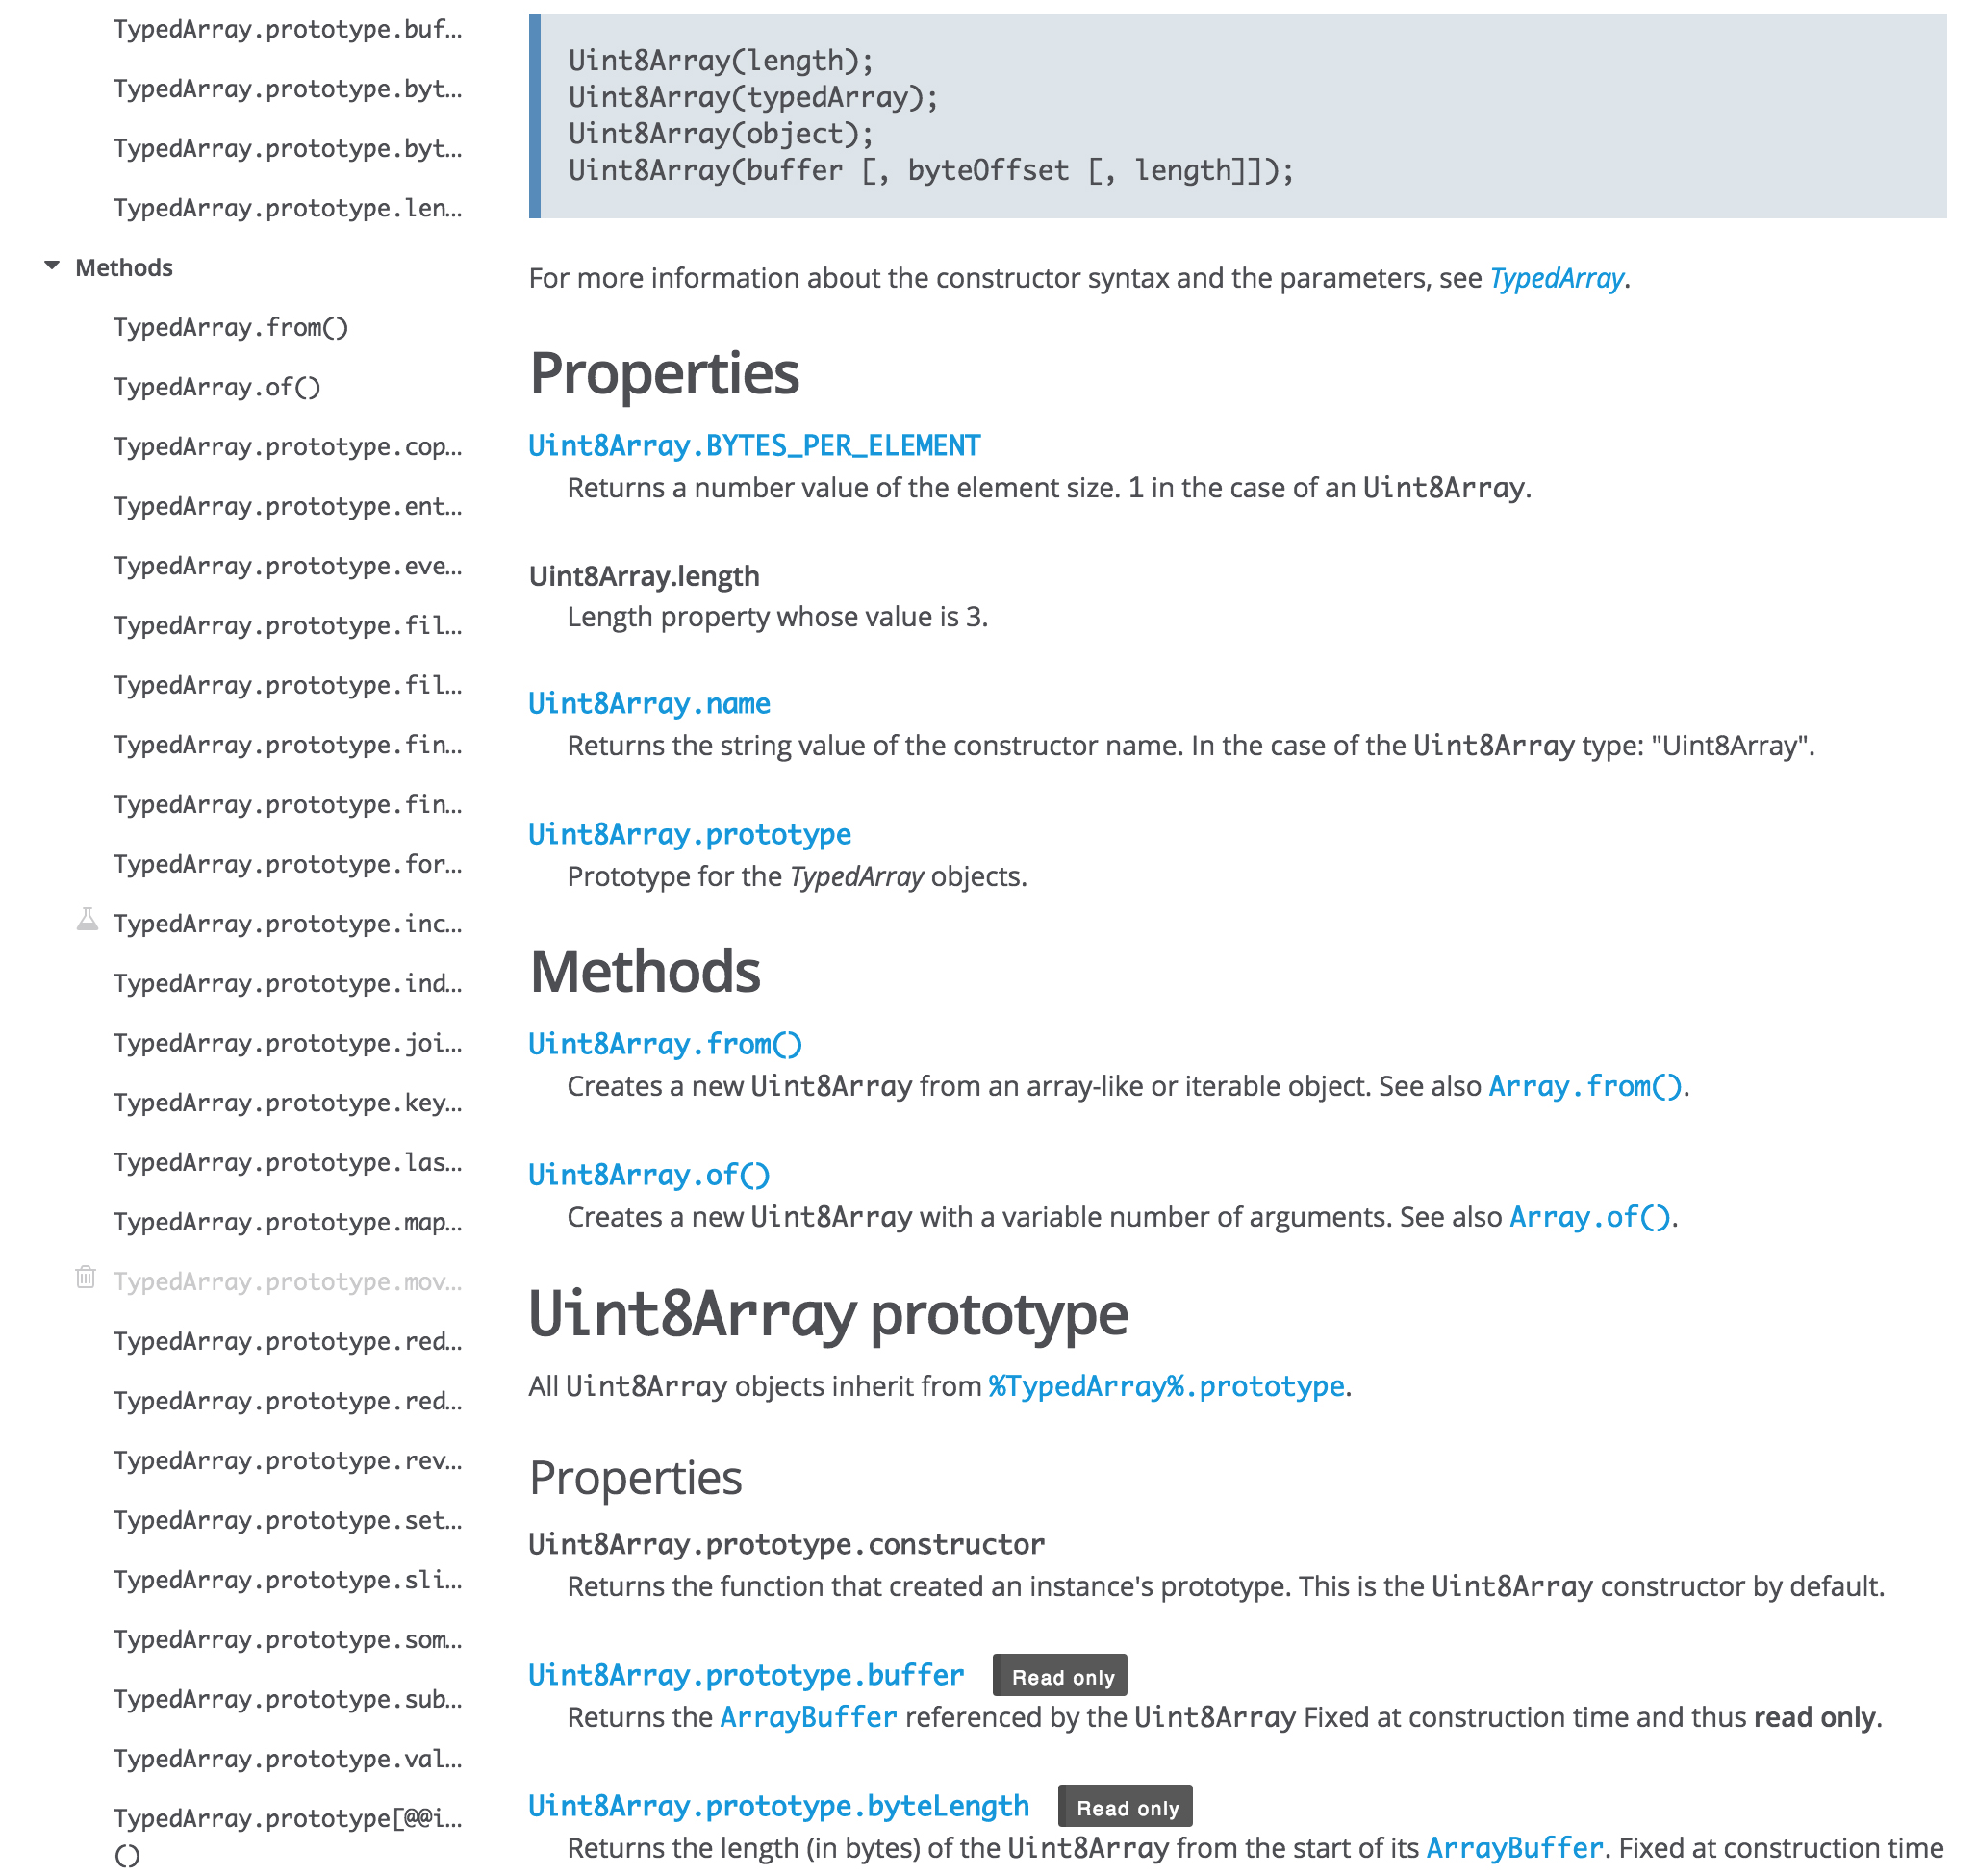 TypedArray.prototype.buf...
TypedArray.prototype.byt...
TypedArray.prototype.byt...
TypedArray.prototype.len...
Methods
TypedArray.from()
TypedArray.of()
TypedArray.prototype.cop...
TypedArray.prototype.ent...
TypedArray.prototype.eve...
TypedArray.prototype.fil...
TypedArray.prototype.fil...
TypedArray.prototype.fin...
TypedArray.prototype.fin...
TypedArray.prototype.for...
TypedArray.prototype.inc...
TypedArray.prototype.ind...
TypedArray.prototype.joi...
TypedArray.prototype.key...
TypedArray.prototype.las...
TypedArray.prototype.map...
TypedArray.prototype.mov...
TypedArray.prototype.red...
TypedArray.prototype.red...
TypedArray.prototype.rev...
TypedArray.prototype.set...
TypedArray.prototype.sli...
TypedArray.prototype.som...
TypedArray.prototype.sub...
TypedArray.prototype.val...
TypedArray.prototype[@@i...
()
Uint8Array(length);
Uint8Array(typedArray);
Uint8Array(object);
Uint8Array(buffer [, byteOffset [, length]]);
For more information about the constructor syntax and the parameters, see TypedArray.
Properties
Uint8Array.BYTES_PER_ELEMENT
Returns a number value of the element size. 1 in the case of an Uint8Array.
Uint8Array.length
Length property whose value is 3.
Uint8Array.name
Returns the string value of the constructor name. In the case of the Uint8Array type: "Uint8Array".
Uint8Array.prototype
Prototype for the TypedArray objects.
Methods
Uint8Array.from()
Creates a new Uint8Array from an array-like or iterable object. See also Array.from().
Uint8Array.of()
Creates a new Uint8Array with a variable number of arguments. See also Array.of().
Uint8Array prototype
All Uint8Array objects inherit from %TypedArray%.prototype.
Properties
Uint8Array.prototype.constructor
Returns the function that created an instance's prototype. This is the Uint8Array constructor by default.
Uint8Array.prototype.buffer Read only
Returns the ArrayBuffer referenced by the Uint8Array Fixed at construction time and thus read only.
Uint8Array.prototype.byteLength Read only
Returns the length (in bytes) of the Uint8Array from the start of its ArrayBuffer. Fixed at construction time